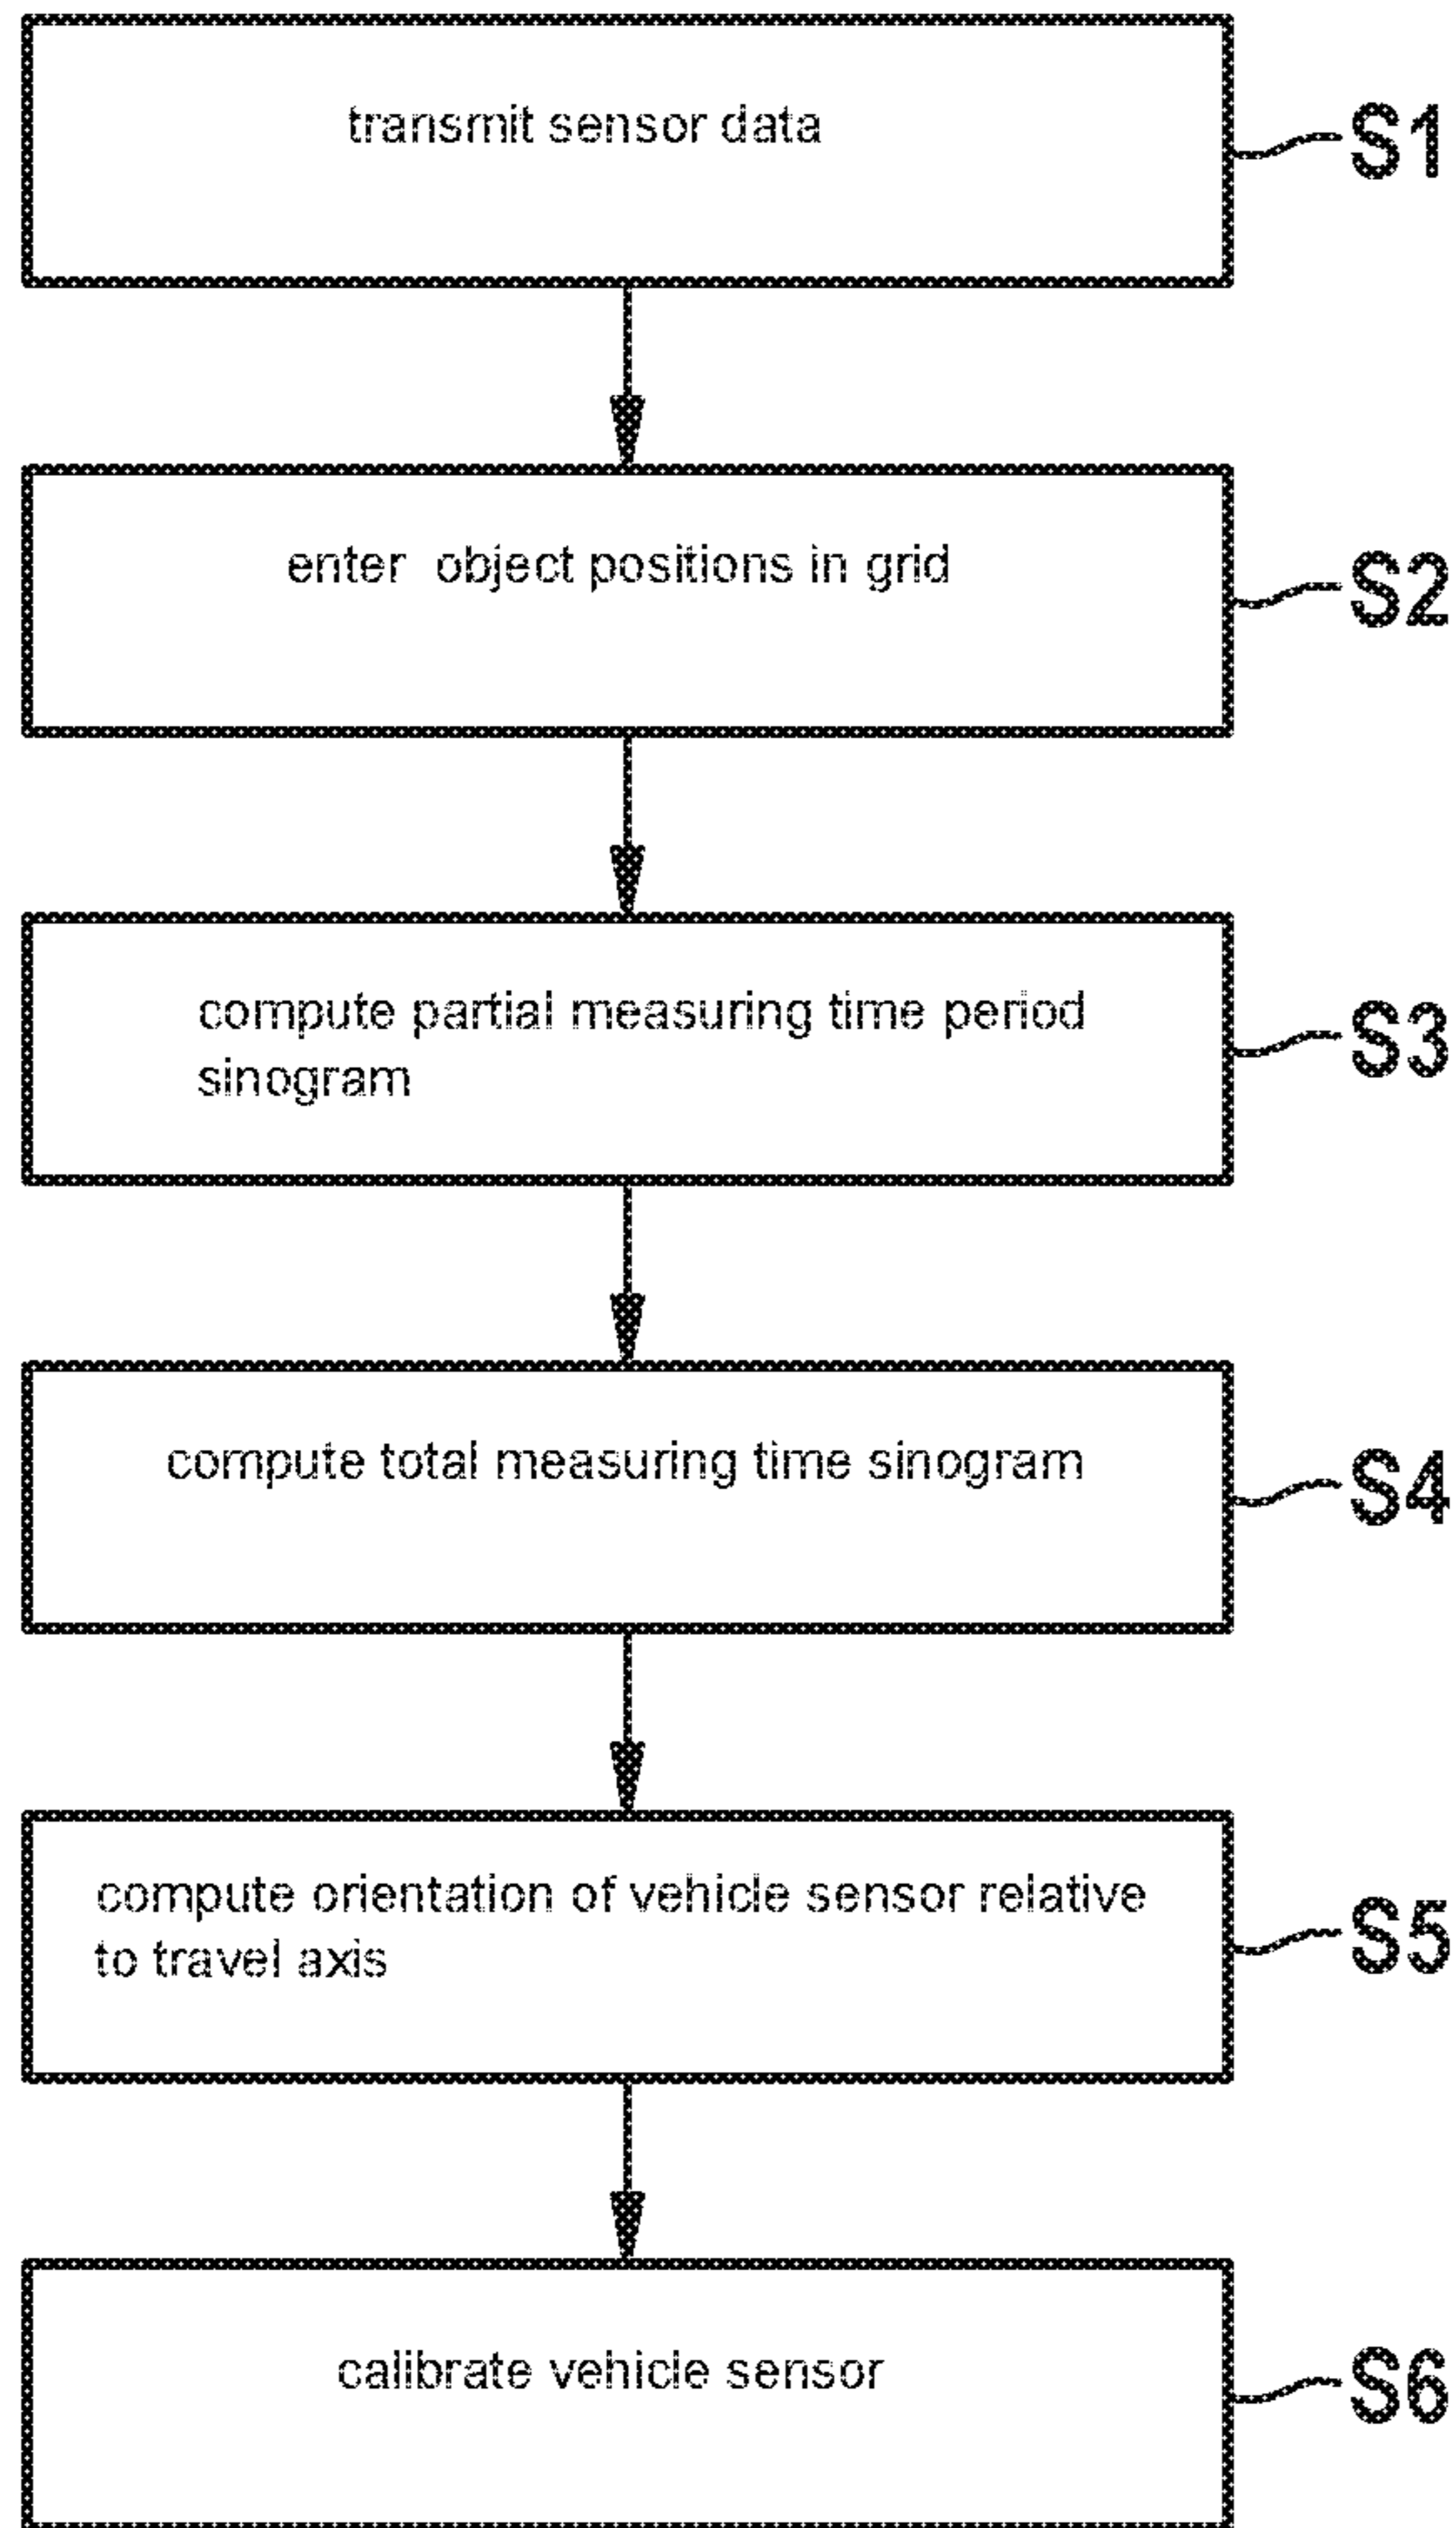 transmit sensor data
S1
enter object positions in grid
S2
compute partial measuring time period
sinogram
S3
compute total measuring time sinogram
S4
compute orientation of vehicle sensor relative
to travel axis
S5
calibrate vehicle sensor
S6